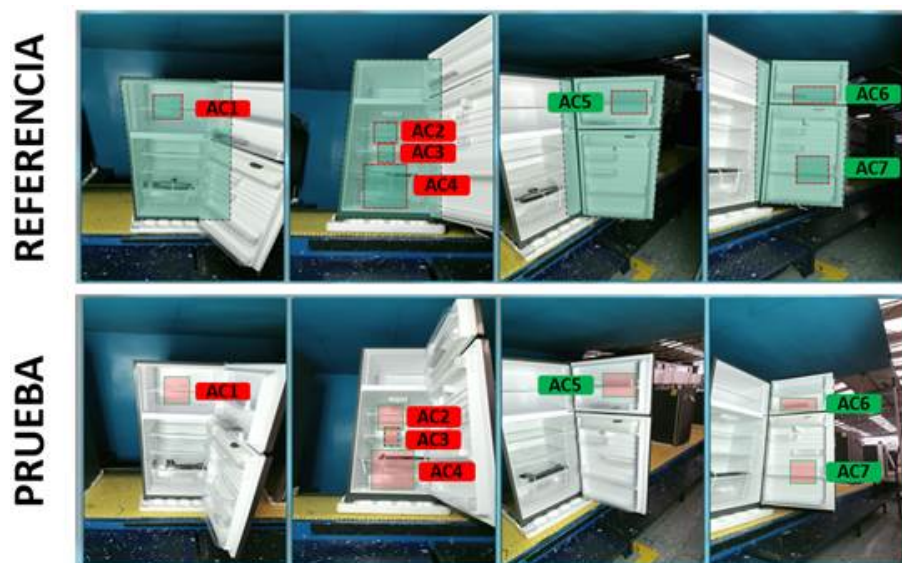 REFERENCIA
AC1
AC2
AC3
AC4
AC5
AC6
AC7
PRUEBA
AC1
AC2
AC3
AC4
AC5
AC6
AC7